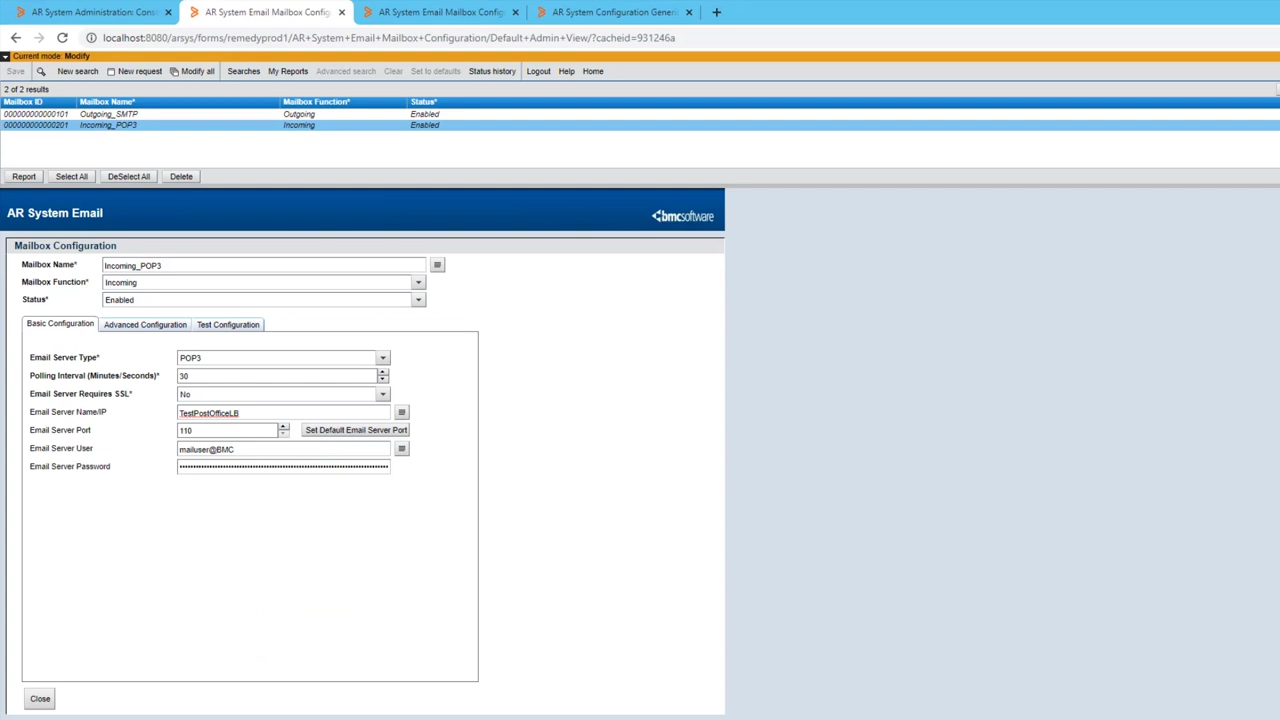 AR System Administration: Cons
AR System Email Mailbox Config
AR System Email Mailbox Config
AR System Configuration Generic
localhost:8080/arsys/forms/remedyprod1/AR+System+Email+Mailbox+Configuration/Default+Admin+View/?cacheid=931246a
Current mode: Modify
Save New search New request Modify all Searches My Reports Advanced search Clear Set to defaults Status history Logout Help Home
2 of 2 results
Mailbox ID Mailbox Name* Mailbox Function* Status*
000000000000101 Outgoing_SMTP Outgoing Enabled
000000000000201 Incoming_POP3 Incoming Enabled
Report Select All DeSelect All Delete
AR System Email
bmcsoftware
Mailbox Configuration
Mailbox Name* Incoming_POP3
Mailbox Function* Incoming
Status* Enabled
Basic Configuration Advanced Configuration Test Configuration
Email Server Type* POP3
Polling Interval (Minutes/Seconds)* 30
Email Server Requires SSL* No
Email Server Name/IP TestPostOfficeLB
Email Server Port 110 Set Default Email Server Port
Email Server User mailuser@BMC
Email Server Password
Close